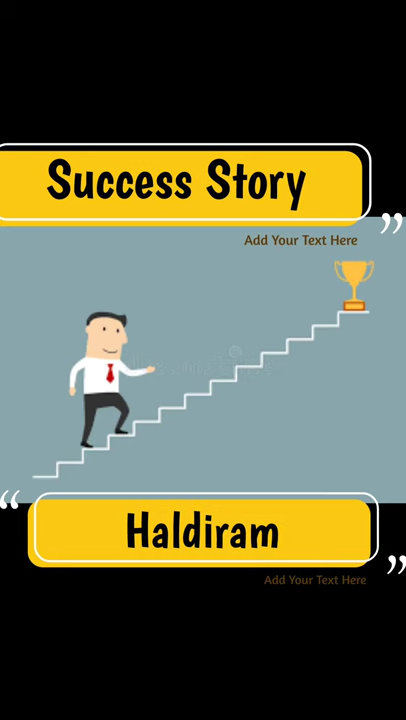 Success Story
”
Add Your Text Here
“
Haldiram
”
Add Your Text Here